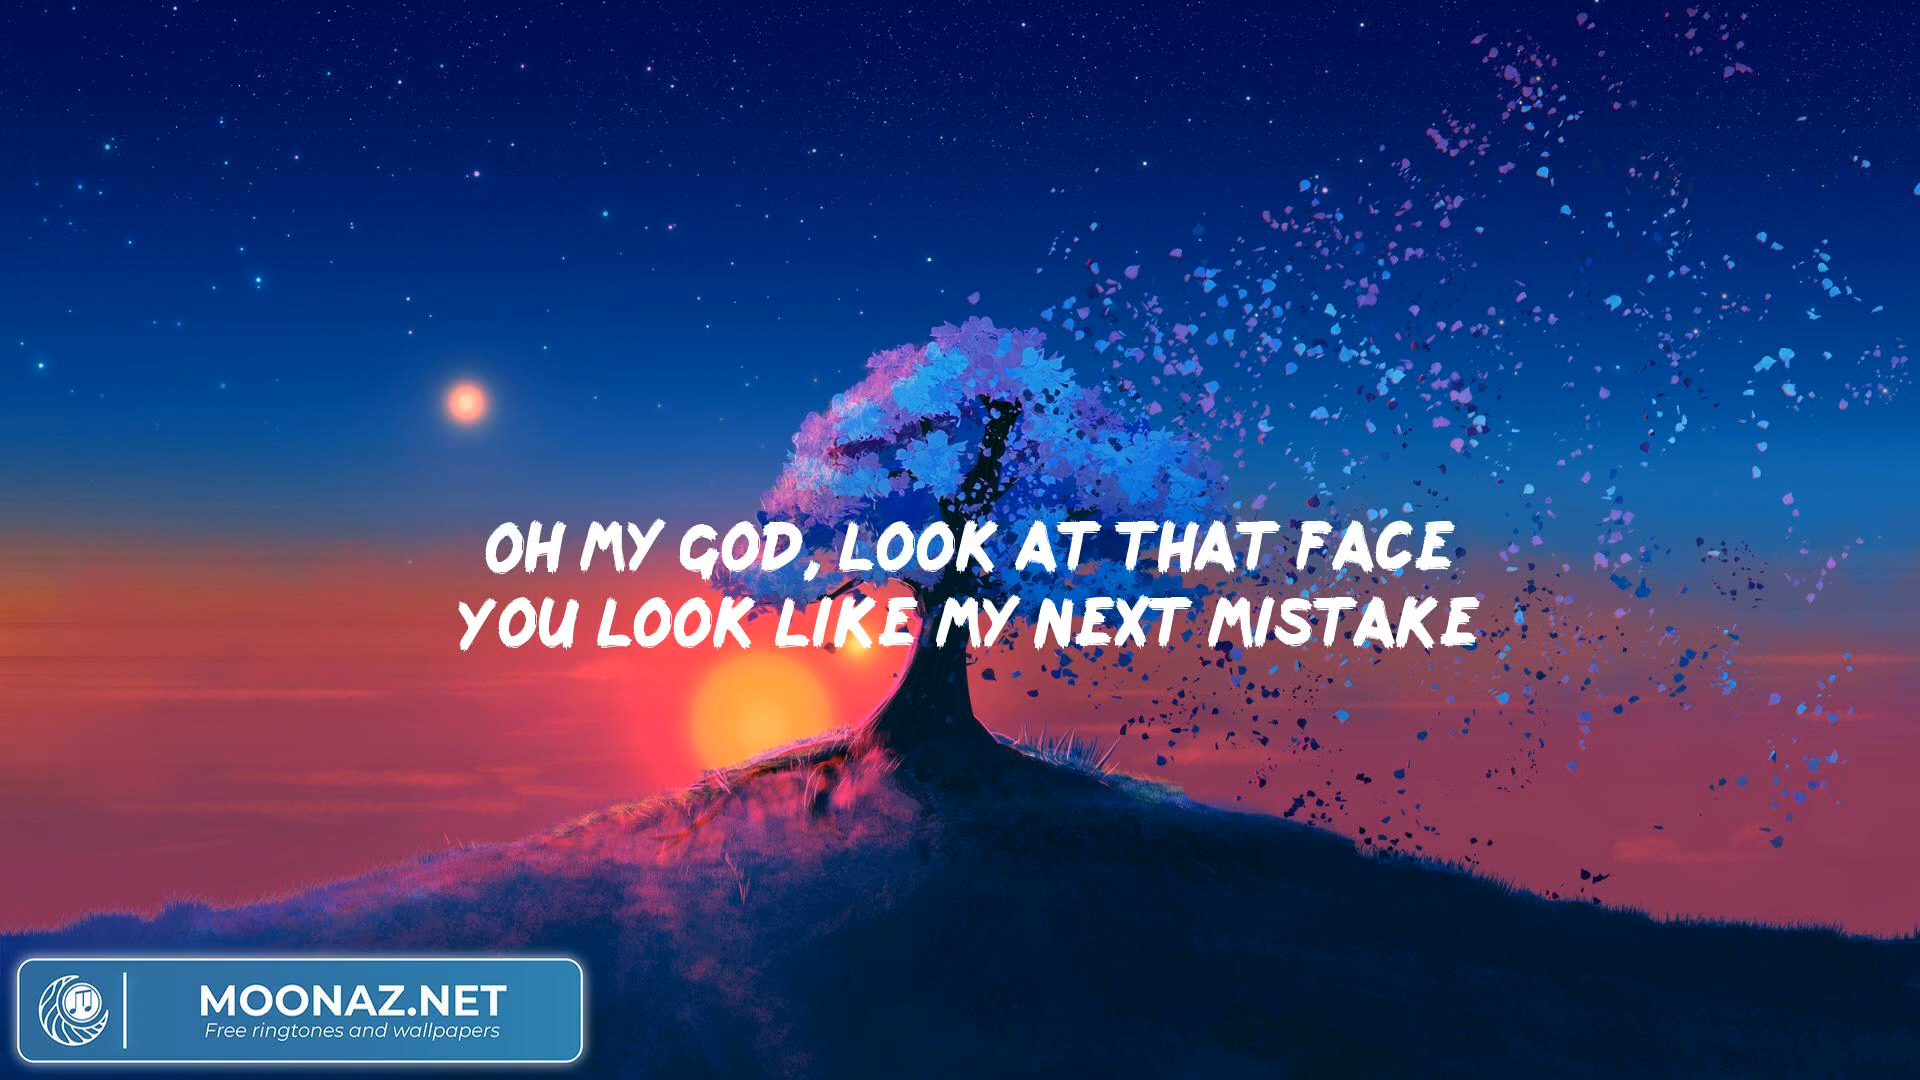 OH MY GOD, LOOK AT THAT FACE
YOU LOOK LIKE MY NEXT MISTAKE
MOONAZ.NET
Free ringtones and wallpapers